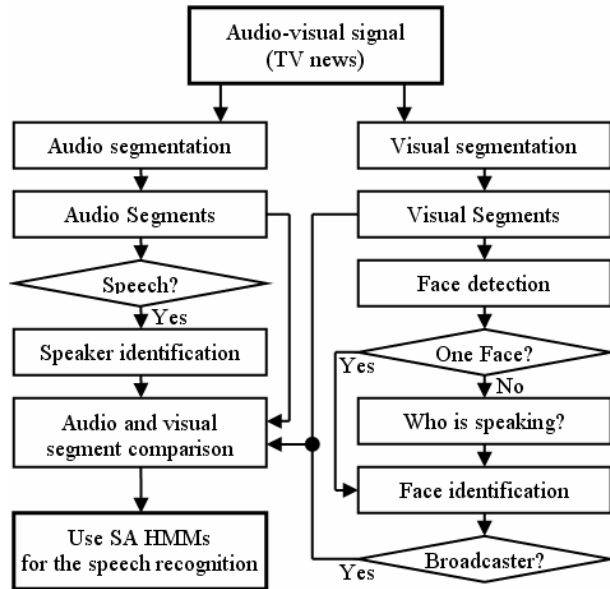 Audio-visual signal
(TV news)
Audio segmentation
Audio Segments
Speech?
Yes
Speaker identification
Audio and visual
segment comparison
Use SA HMMs
for the speech recognition
Visual segmentation
Visual Segments
Face detection
One Face?
Yes
No
Who is speaking?
Face identification
Broadcaster?
Yes